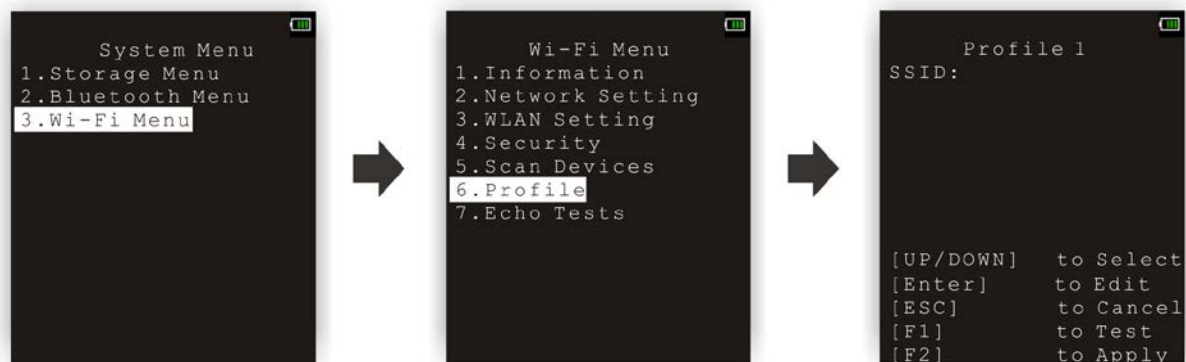 System Menu
1.Storage Menu
2.Bluetooth Menu
3.Wi-Fi Menu
Wi-Fi Menu
1.Information
2.Network Setting
3.WLAN Setting
4.Security
5.Scan Devices
6.Profile
7.Echo Tests
Profile 1
SSID:
[UP/DOWN] to Select
[Enter] to Edit
[ESC] to Cancel
[F1] to Test
[F2] to Apply